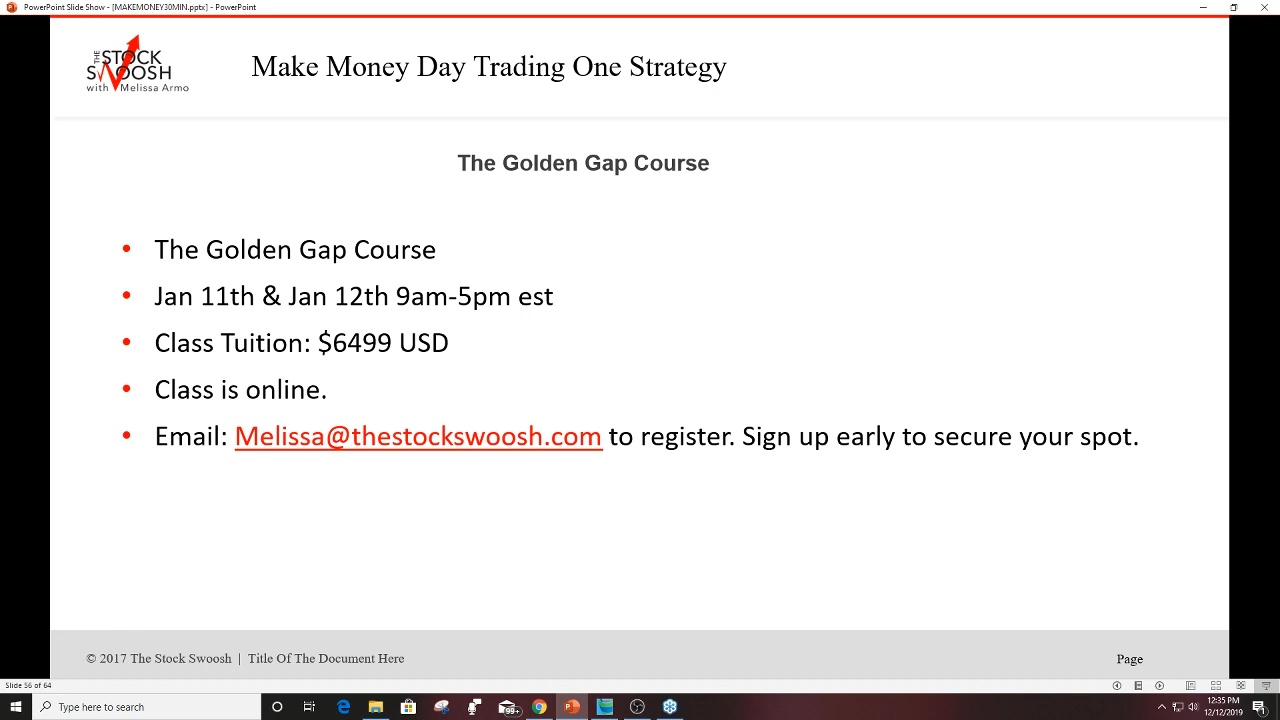 PowerPoint Slide Show - [MAKEMONEY30MIN.pptx] - PowerPoint
THE
STOCK
SWOOSH
with Melissa Armo
Make Money Day Trading One Strategy
The Golden Gap Course
• The Golden Gap Course
• Jan 11th & Jan 12th 9am-5pm est
• Class Tuition: $6499 USD
• Class is online.
• Email: Melissa@thestockswoosh.com to register. Sign up early to secure your spot.
© 2017 The Stock Swoosh | Title Of The Document Here
Page
Slide 56 of 64
Type here to search
99+
12:35 PM
12/12/2019
1